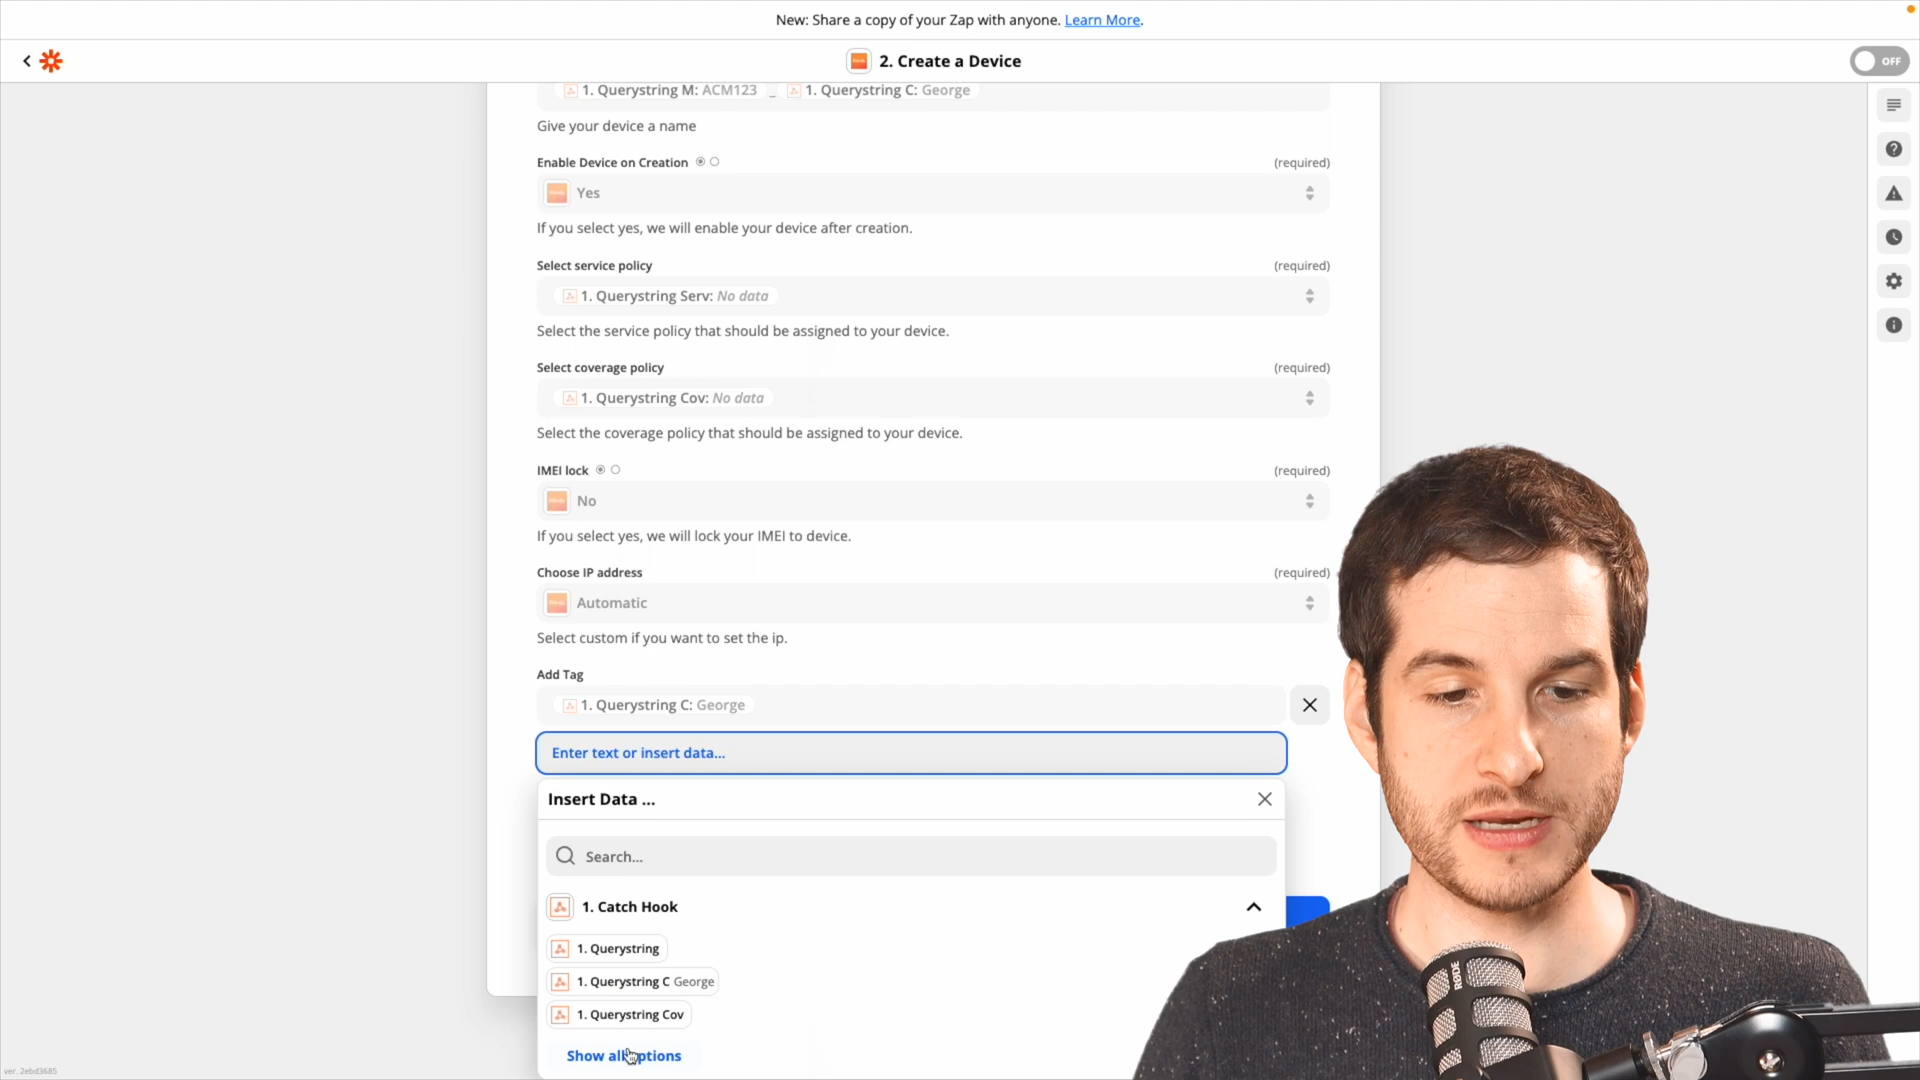 New: Share a copy of your Zap with anyone. Learn More.
2. Create a Device
OFF
1. Querystring M: ACM123 _ 1. Querystring C: George
Give your device a name
Enable Device on Creation (required)
Yes
If you select yes, we will enable your device after creation.
Select service policy (required)
1. Querystring Serv: No data
Select the service policy that should be assigned to your device.
Select coverage policy (required)
1. Querystring Cov: No data
Select the coverage policy that should be assigned to your device.
IMEI lock (required)
No
If you select yes, we will lock your IMEI to device.
Choose IP address (required)
Automatic
Select custom if you want to set the ip.
Add Tag
1. Querystring C: George
Enter text or insert data...
Insert Data ...
Search...
1. Catch Hook
1. Querystring
1. Querystring C George
1. Querystring Cov
Show all options
ver. 2ebd3685
RØDE